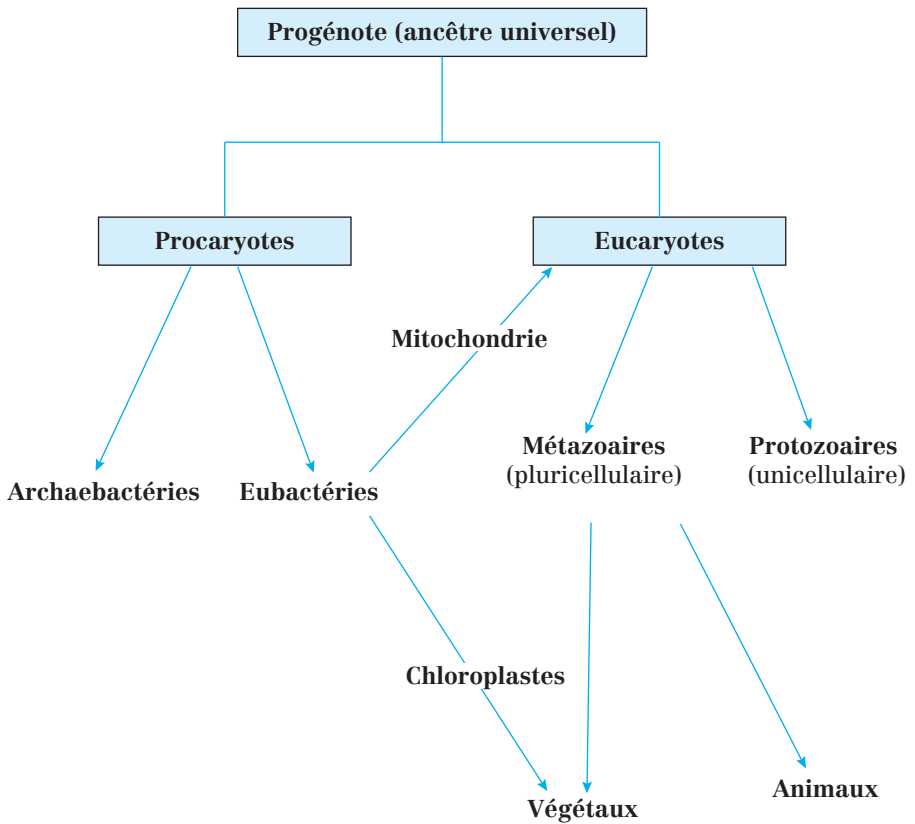 Progénote (ancêtre universel)
Procaryotes
Eucaryotes
Mitochondrie
Métazoaires
(pluricellulaire)
Protozoaires
(unicellulaire)
Archaebactéries
Eubactéries
Chloroplastes
Végétaux
Animaux